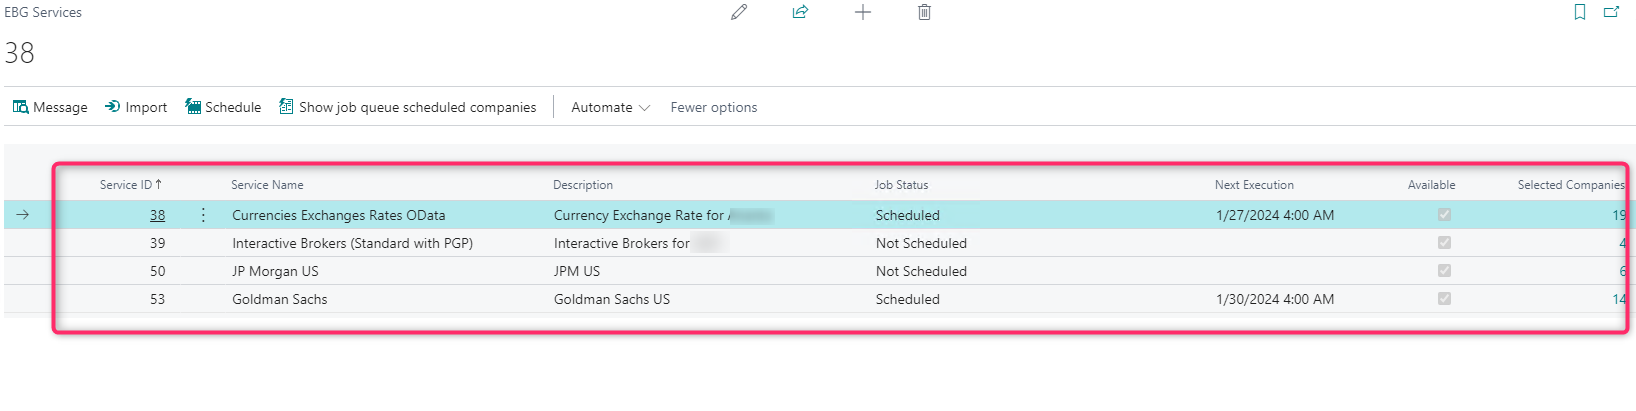 EBG Services
38
Message Import Schedule Show job queue scheduled companies Automate Fewer options
Service ID ↑ Service Name Description Job Status Next Execution Available Selected Companies
38 Currencies Exchanges Rates OData Currency Exchange Rate for Scheduled 1/27/2024 4:00 AM 19
39 Interactive Brokers (Standard with PGP) Interactive Brokers for Not Scheduled 4
50 JP Morgan US JPM US Not Scheduled 6
53 Goldman Sachs Goldman Sachs US Scheduled 1/30/2024 4:00 AM 14